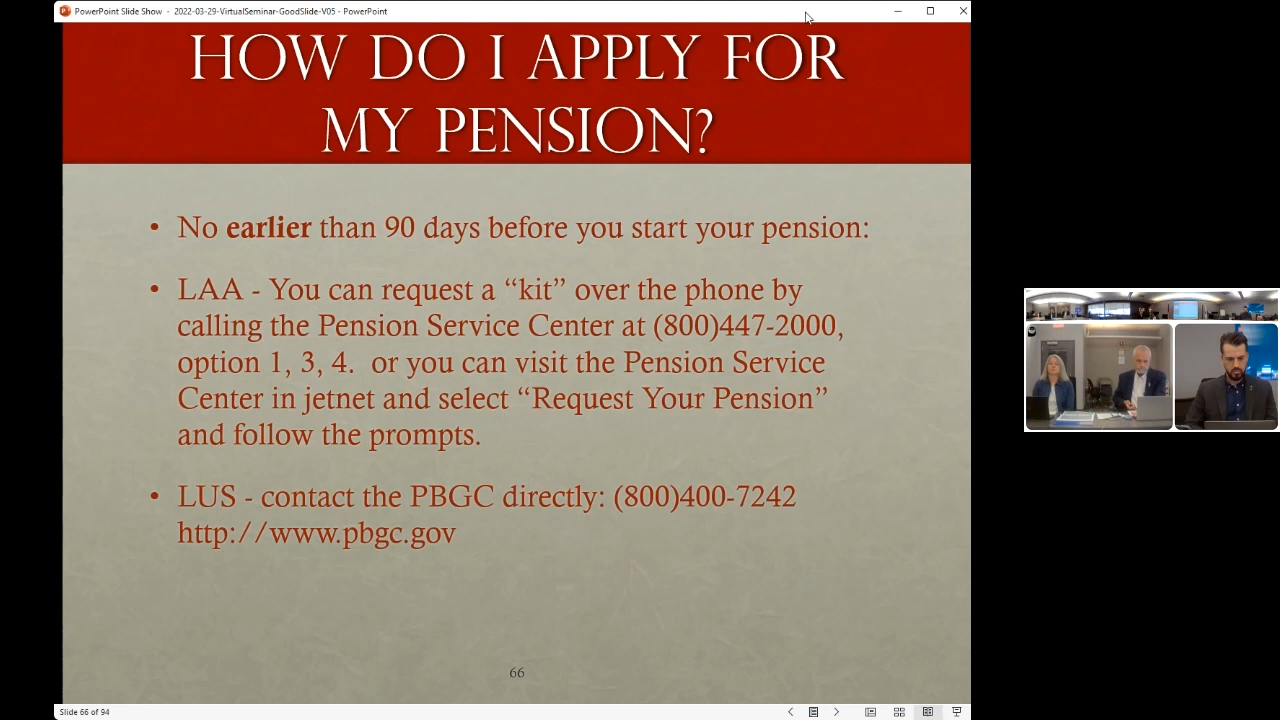 PowerPoint Slide Show - 2022-03-29-VirtualSeminar-GoodSlide-V05 - PowerPoint
HOW DO I APPLY FOR
MY PENSION?
• No earlier than 90 days before you start your pension:
• LAA - You can request a “kit” over the phone by
calling the Pension Service Center at (800)447-2000,
option 1, 3, 4.  or you can visit the Pension Service
Center in jetnet and select “Request Your Pension”
and follow the prompts.
• LUS - contact the PBGC directly: (800)400-7242
http://www.pbgc.gov
66
Slide 66 of 94